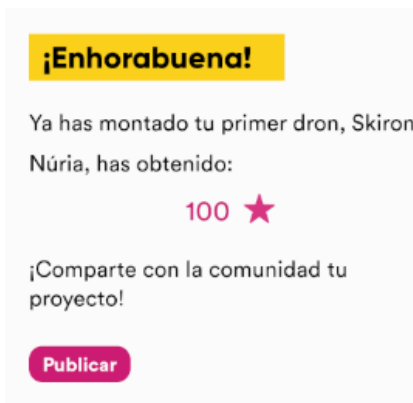 ¡Enhorabuena!
Ya has montado tu primer dron, Skiron
Núria, has obtenido:
100
¡Comparte con la comunidad tu
proyecto!
Publicar